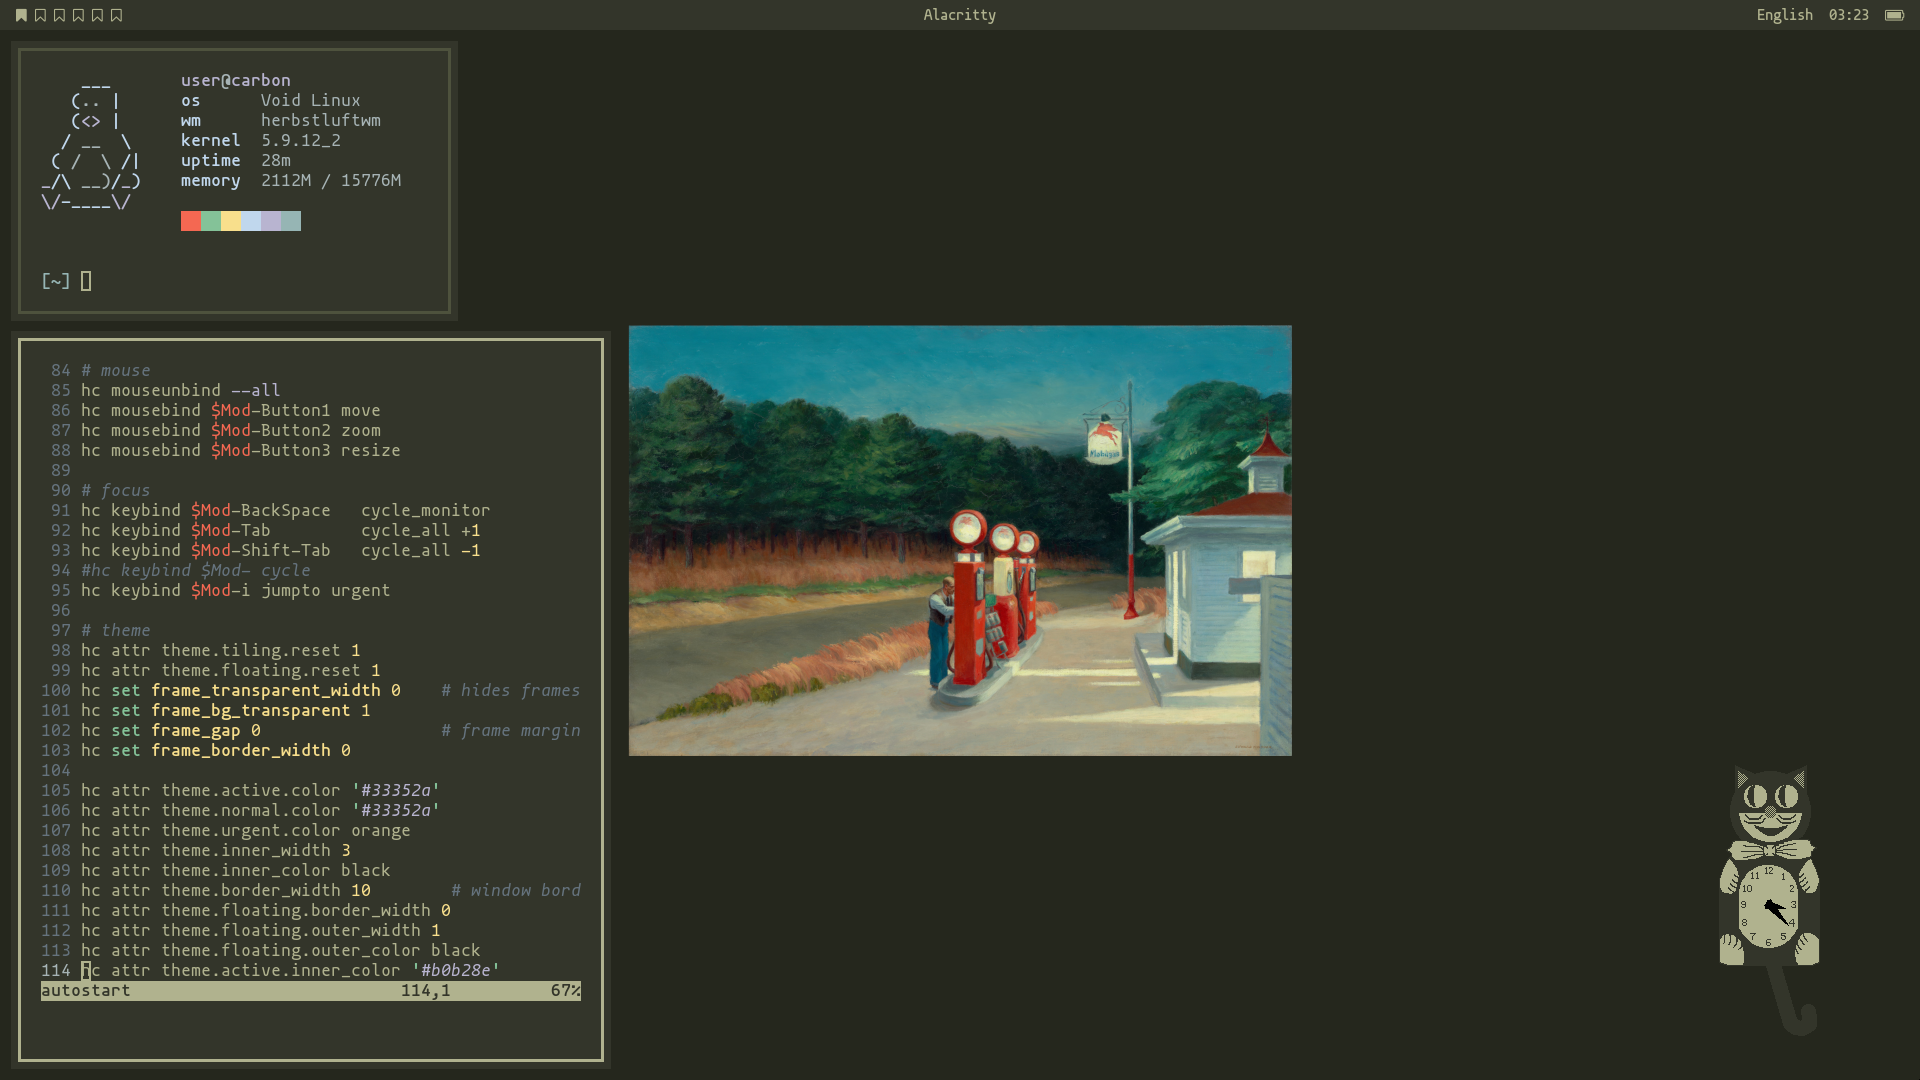 Alacritty
English 03:23
user@carbon
os Void Linux
wm herbstluftwm
kernel 5.9.12_2
uptime 28m
memory 2112M / 15776M
[~]
84 # mouse
85 hc mouseunbind --all
86 hc mousebind $Mod-Button1 move
87 hc mousebind $Mod-Button2 zoom
88 hc mousebind $Mod-Button3 resize
89
90 # focus
91 hc keybind $Mod-BackSpace   cycle_monitor
92 hc keybind $Mod-Tab         cycle_all +1
93 hc keybind $Mod-Shift-Tab   cycle_all -1
94 #hc keybind $Mod- cycle
95 hc keybind $Mod-i jumpto urgent
96
97 # theme
98 hc attr theme.tiling.reset 1
99 hc attr theme.floating.reset 1
100 hc set frame_transparent_width 0    # hides frames
101 hc set frame_bg_transparent 1
102 hc set frame_gap 0                  # frame margin
103 hc set frame_border_width 0
104
105 hc attr theme.active.color '#33352a'
106 hc attr theme.normal.color '#33352a'
107 hc attr theme.urgent.color orange
108 hc attr theme.inner_width 3
109 hc attr theme.inner_color black
110 hc attr theme.border_width 10        # window bord
111 hc attr theme.floating.border_width 0
112 hc attr theme.floating.outer_width 1
113 hc attr theme.floating.outer_color black
114 hc attr theme.active.inner_color '#b0b28e'
autostart 114,1 67%
Mobilgas
12
11 1
10 2
9 3
8 4
7 5
6